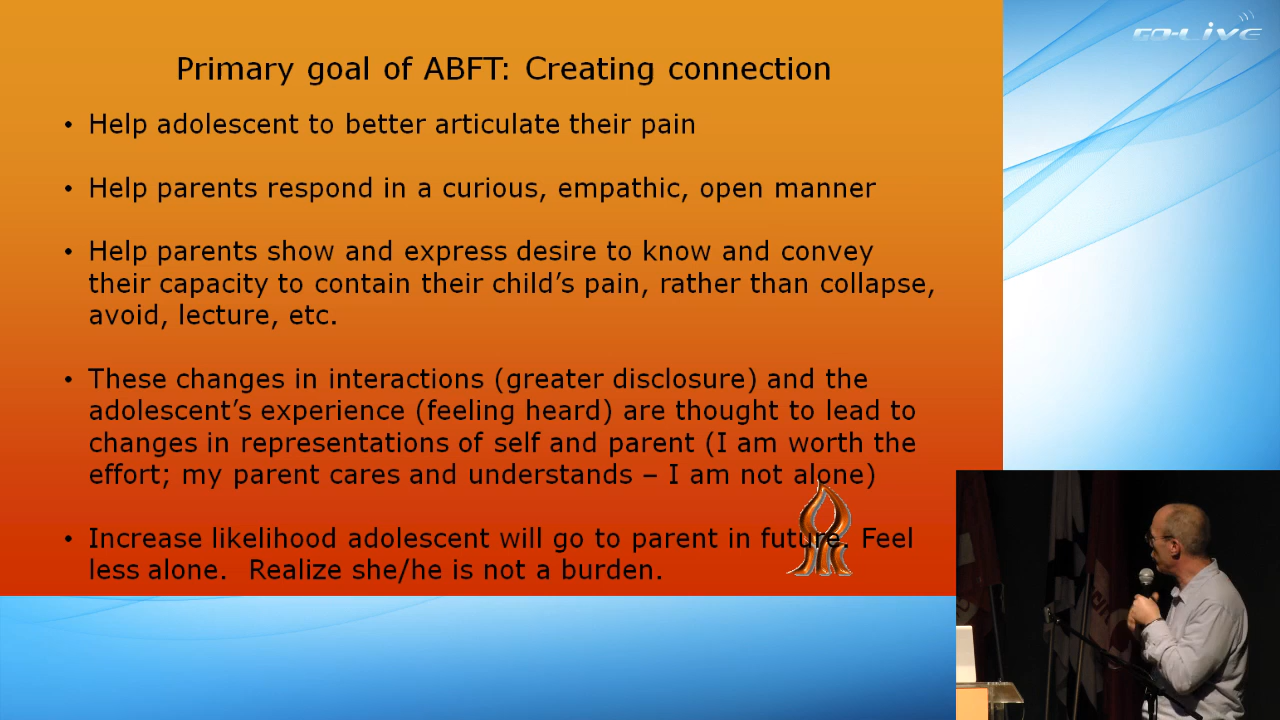 GO-LIVE
Primary goal of ABFT: Creating connection
• Help adolescent to better articulate their pain
• Help parents respond in a curious, empathic, open manner
• Help parents show and express desire to know and convey
their capacity to contain their child’s pain, rather than collapse,
avoid, lecture, etc.
• These changes in interactions (greater disclosure) and the
adolescent’s experience (feeling heard) are thought to lead to
changes in representations of self and parent (I am worth the
effort; my parent cares and understands – I am not alone)
• Increase likelihood adolescent will go to parent in future. Feel
less alone.  Realize she/he is not a burden.